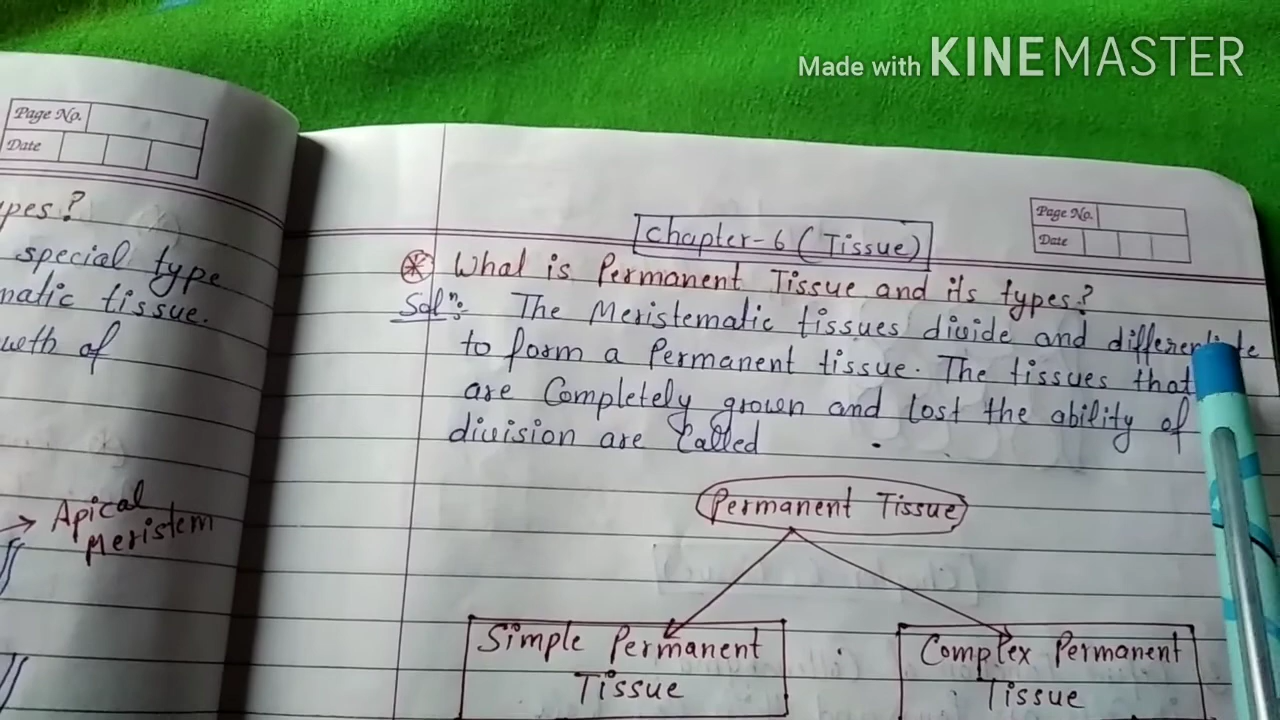 Made with KINEMASTER
Page No.
Date
ypes?
special type
matic tissue.
wth of
Apical
Meristem
Page No.
Date
Chapter-6 (Tissue)
What is Permanent Tissue and its types?
Solⁿ:- The Meristematic tissues divide and differentiate
to form a Permanent tissue. The tissues that
are Completely grown and lost the ability of
division are Called
Permanent Tissue
Simple Permanent
Tissue
Complex Permanent
Tissue